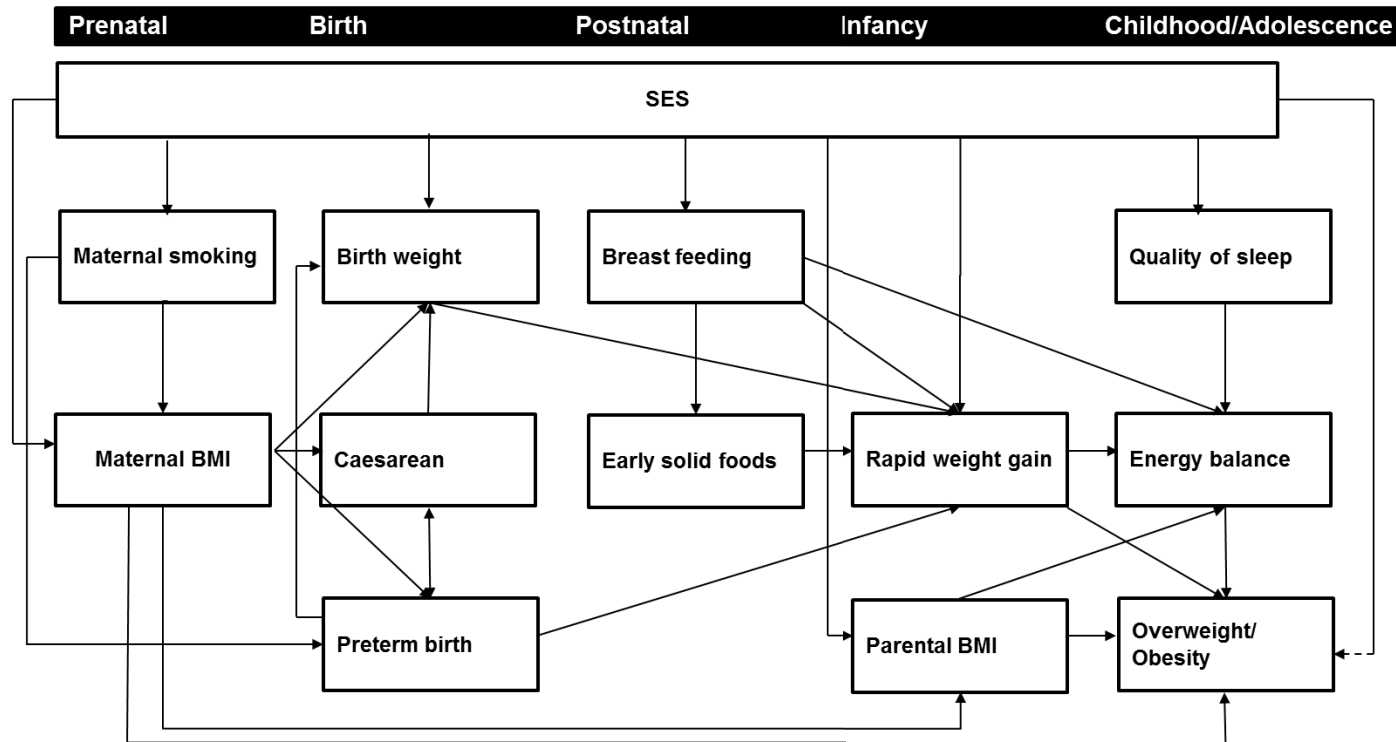 Prenatal Birth Postnatal Infancy Childhood/Adolescence
SES
Maternal smoking
Birth weight
Breast feeding
Quality of sleep
Maternal BMI
Caesarean
Early solid foods
Rapid weight gain
Energy balance
Preterm birth
Parental BMI
Overweight/
Obesity